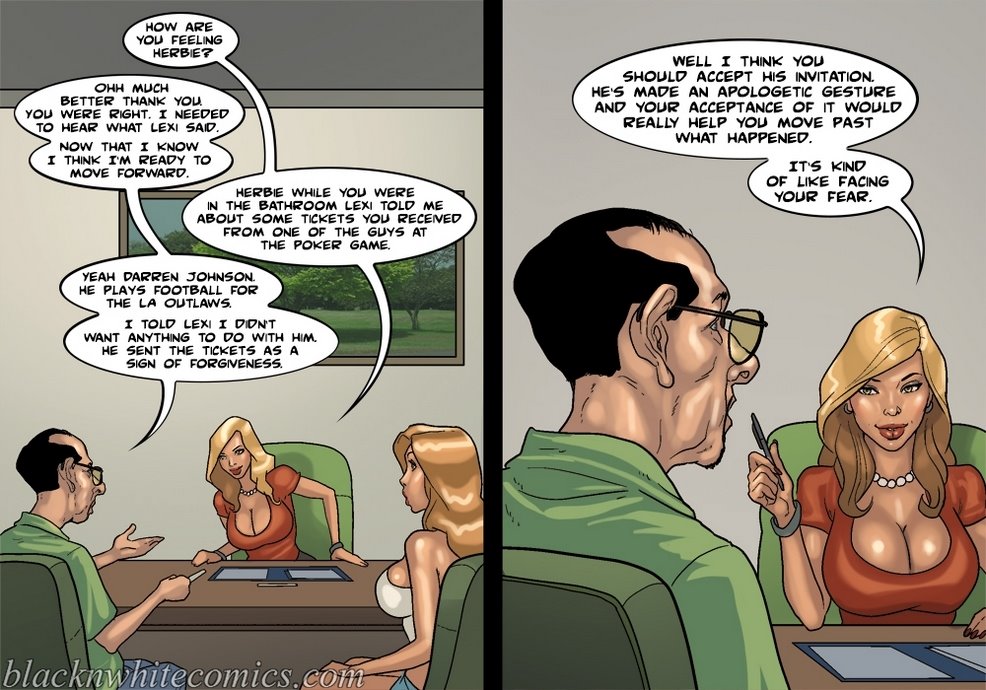 HOW ARE
YOU FEELING
HERBIE?
OHH MUCH
BETTER THANK YOU.
YOU WERE RIGHT. I NEEDED
TO HEAR WHAT LEXI SAID.
NOW THAT I KNOW
I THINK I'M READY TO
MOVE FORWARD.
HERBIE WHILE YOU WERE
IN THE BATHROOM LEXI TOLD ME
ABOUT SOME TICKETS YOU RECEIVED
FROM ONE OF THE GUYS AT
THE POKER GAME.
YEAH DARREN JOHNSON.
HE PLAYS FOOTBALL FOR
THE LA OUTLAWS.
I TOLD LEXI I DIDN'T
WANT ANYTHING TO DO WITH HIM.
HE SENT THE TICKETS AS A
SIGN OF FORGIVENESS.
WELL I THINK YOU
SHOULD ACCEPT HIS INVITATION.
HE'S MADE AN APOLOGETIC GESTURE
AND YOUR ACCEPTANCE OF IT WOULD
REALLY HELP YOU MOVE PAST
WHAT HAPPENED.
IT'S KIND
OF LIKE FACING
YOUR FEAR.
blacknwhitecomics.com